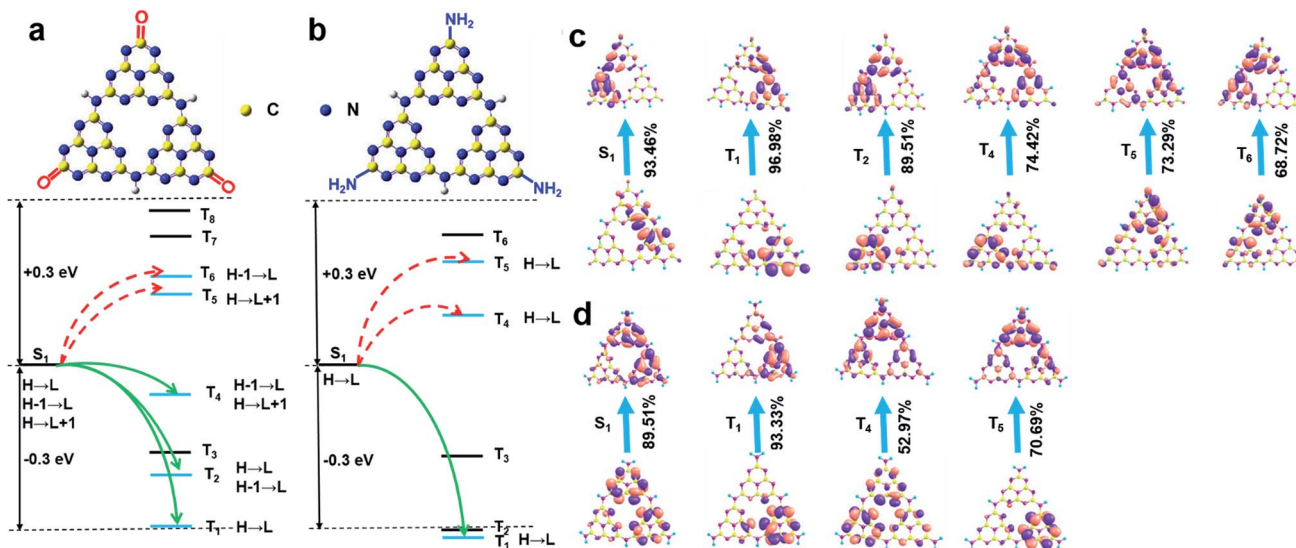 a
O
O
O
C
N
+0.3 eV
-0.3 eV
T8
T7
T6 H-1→L
T5 H→L+1
S1
H→L
H-1→L
H→L+1
T4 H-1→L
H→L+1
T3
T2 H→L
H-1→L
T1 H→L
b
NH2
H2N
NH2
+0.3 eV
-0.3 eV
T6
T5 H→L
T4 H→L
S1
H→L
T3
T2
T1 H→L
c
S1 93.46%
T1 96.98%
T2 89.51%
T4 74.42%
T5 73.29%
T6 68.72%
d
S1 89.51%
T1 93.33%
T4 52.97%
T5 70.69%